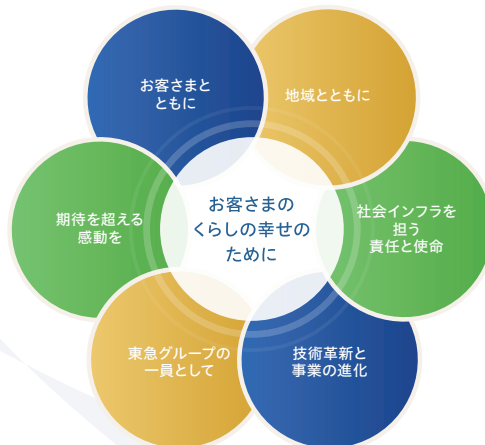 お客さまと
ともに
地域とともに
期待を超える
感動を
お客さまの
くらしの幸せの
ために
社会インフラを
担う
責任と使命
東急グループの
一員として
技術革新と
事業の進化